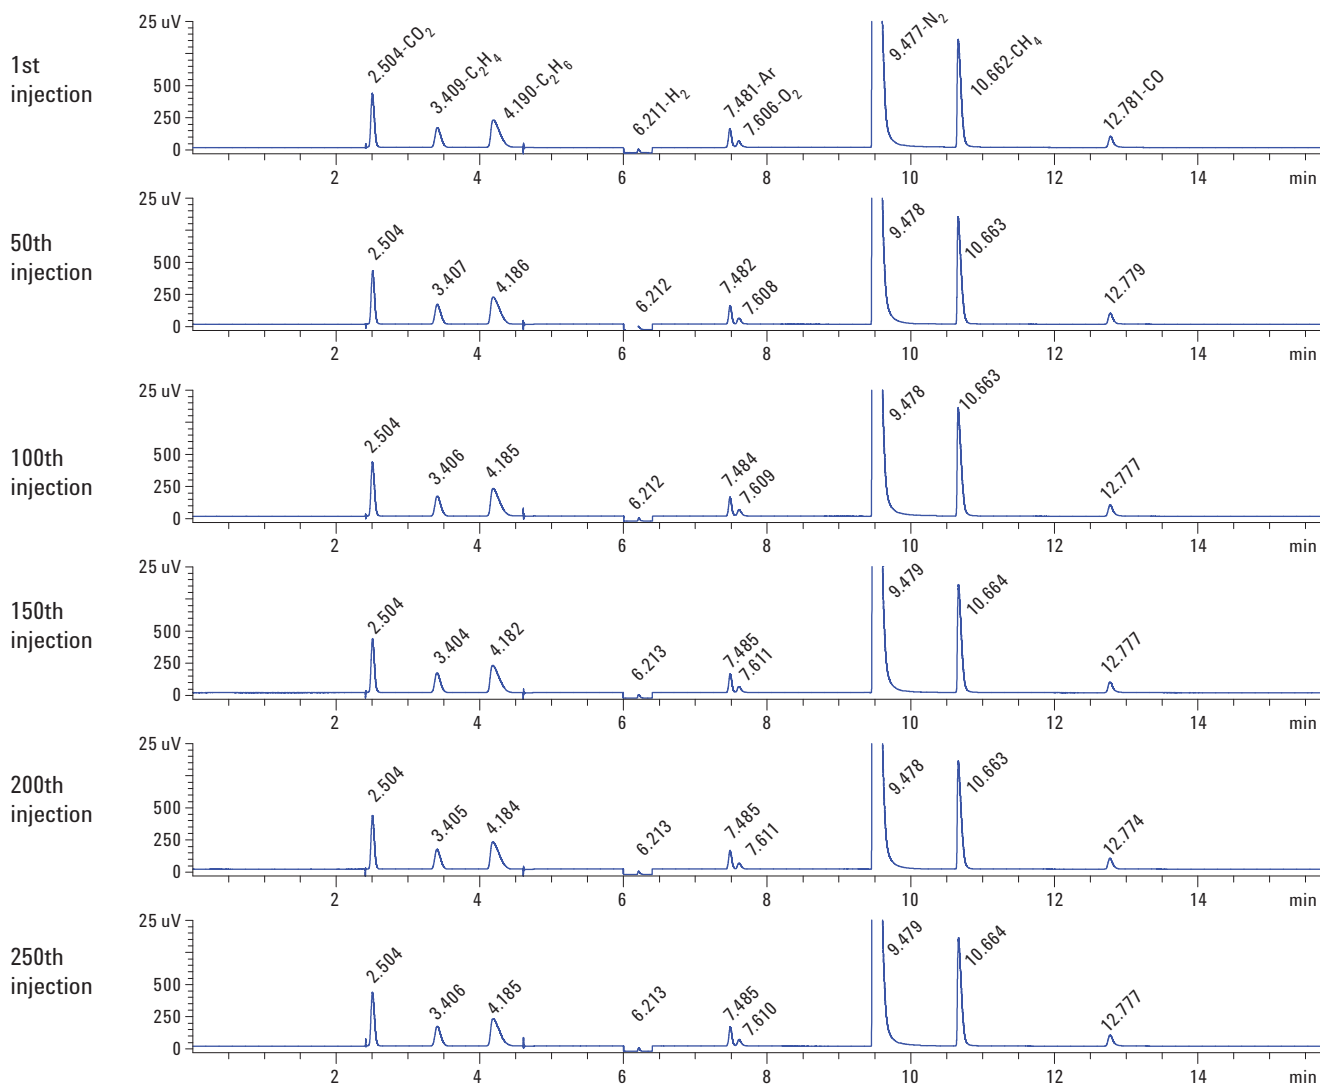 1st
injection
25 uV
500
250
0
2.504-CO₂
3.409-C₂H₄
4.190-C₂H₆
6.211-H₂
7.481-Ar
7.606-O₂
9.477-N₂
10.662-CH₄
12.781-CO
2 4 6 8 10 12 14 min
50th
injection
25 uV
500
250
0
2.504
3.407
4.186
6.212
7.482
7.608
9.478
10.663
12.779
2 4 6 8 10 12 14 min
100th
injection
25 uV
500
250
0
2.504
3.406
4.185
6.212
7.484
7.609
9.478
10.663
12.777
2 4 6 8 10 12 14 min
150th
injection
25 uV
500
250
0
2.504
3.404
4.182
6.213
7.485
7.611
9.479
10.664
12.777
2 4 6 8 10 12 14 min
200th
injection
25 uV
500
250
0
2.504
3.405
4.184
6.213
7.485
7.611
9.478
10.663
12.774
2 4 6 8 10 12 14 min
250th
injection
25 uV
500
250
0
2.504
3.406
4.185
6.213
7.485
7.610
9.479
10.664
12.777
2 4 6 8 10 12 14 min